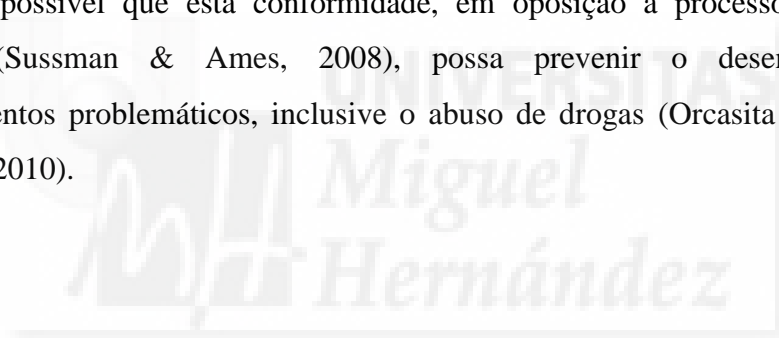 possível que esta conformidade, em oposição a processo
(Sussman & Ames, 2008), possa prevenir o deser
entos problemáticos, inclusive o abuso de drogas (Orcasita
2010).
UNIVERSITAS
Miguel
Hernández